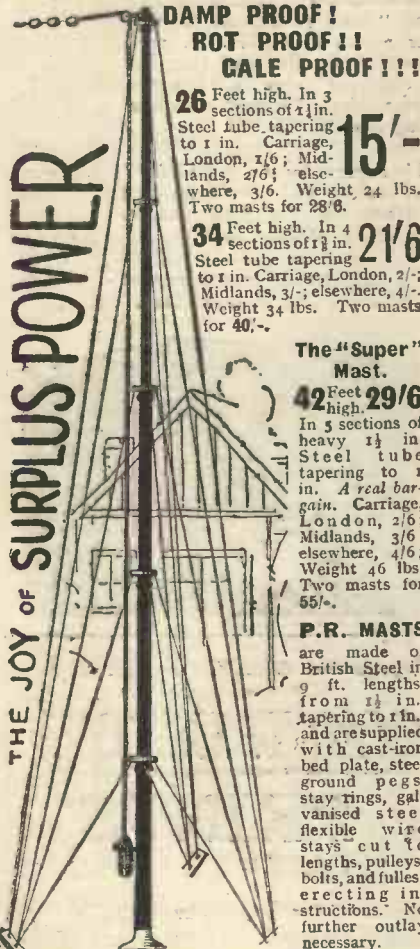 DAMP PROOF!
ROT PROOF!!
GALE PROOF!!!
THE JOY OF SURPLUS POWER
26 Feet high. In 3
sections of 1¼in.
Steel tube tapering
to 1 in. Carriage,
London, 1/6; Mid-
lands, 2/6; else-
where, 3/6. Weight 24 lbs.
Two masts for 28/6.
15/-
34 Feet high. In 4
sections of 1⅜ in.
Steel tube tapering
to 1 in. Carriage, London, 2/-;
Midlands, 3/-; elsewhere, 4/-.
Weight 34 lbs. Two masts
for 40/-.
21/6
The "Super"
Mast.
42 Feet high. 29/6
In 5 sections of
heavy 1½ in
Steel tube
tapering to 1
in. A real bar-
gain. Carriage,
London, 2/6
Midlands, 3/6
elsewhere, 4/6,
Weight 46 lbs
Two masts for
55/-.
P.R. MASTS
are made o
British Steel in
9 ft. lengths
from 1½ in.
tapering to 1 in.
and are supplied
with cast-iron
bed plate, stee
ground pegs
stay rings, gal
vanised steel
flexible wire
stays cut to
lengths, pulleys
bolts, and fulles
erecting in-
structions. No
further outlay
necessary.